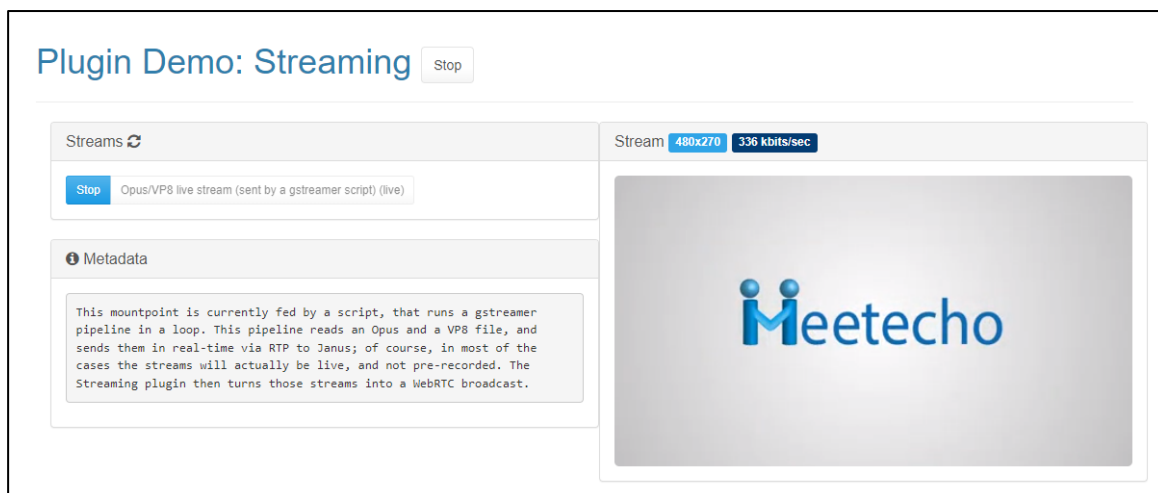 Plugin Demo: Streaming Stop
Streams
Stop Opus/VP8 live stream (sent by a gstreamer script) (live)
Metadata
This mountpoint is currently fed by a script, that runs a gstreamer
pipeline in a loop. This pipeline reads an Opus and a VP8 file, and
sends them in real-time via RTP to Janus; of course, in most of the
cases the streams will actually be live, and not pre-recorded. The
Streaming plugin then turns those streams into a WebRTC broadcast.
Stream 480x270 336 kbits/sec
Meetecho